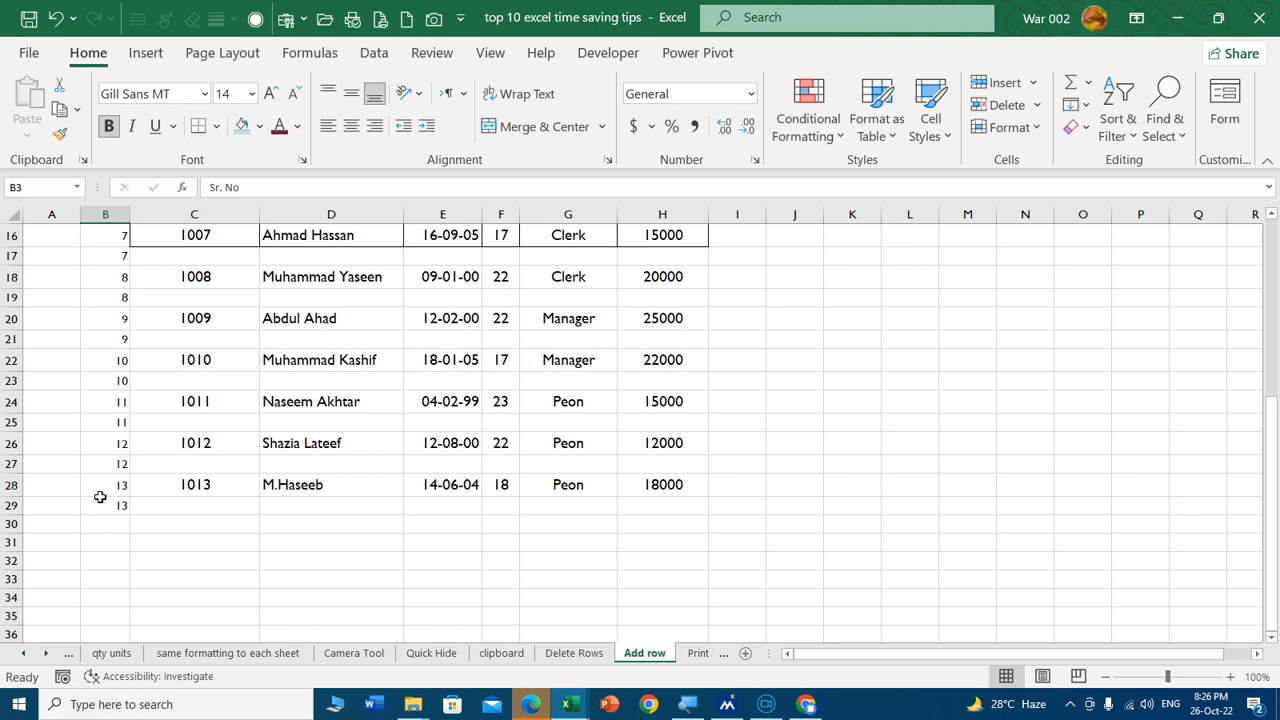 top 10 excel time saving tips - Excel
Search
War 002
File Home Insert Page Layout Formulas Data Review View Help Developer Power Pivot
Share
Paste
Gill Sans MT 14
Wrap Text
General
Conditional Formatting
Format as Table
Cell Styles
Insert
Delete
Format
Sort & Filter
Find & Select
Form
B I U
Merge & Center
$ % ,
Clipboard Font Alignment Number Styles Cells Editing Customi...
B3 fx Sr. No
A B C D E F G H I J K L M N O P Q R
16 7 1007 Ahmad Hassan 16-09-05 17 Clerk 15000
17 7
18 8 1008 Muhammad Yaseen 09-01-00 22 Clerk 20000
19 8
20 9 1009 Abdul Ahad 12-02-00 22 Manager 25000
21 9
22 10 1010 Muhammad Kashif 18-01-05 17 Manager 22000
23 10
24 11 1011 Naseem Akhtar 04-02-99 23 Peon 15000
25 11
26 12 1012 Shazia Lateef 12-08-00 22 Peon 12000
27 12
28 13 1013 M.Haseeb 14-06-04 18 Peon 18000
29 13
30
31
32
33
34
35
36
... qty units same formatting to each sheet Camera Tool Quick Hide clipboard Delete Rows Add row Print ...
Ready Accessibility: Investigate 100%
Type here to search
28°C Haze
ENG
8:26 PM
26-Oct-22
2